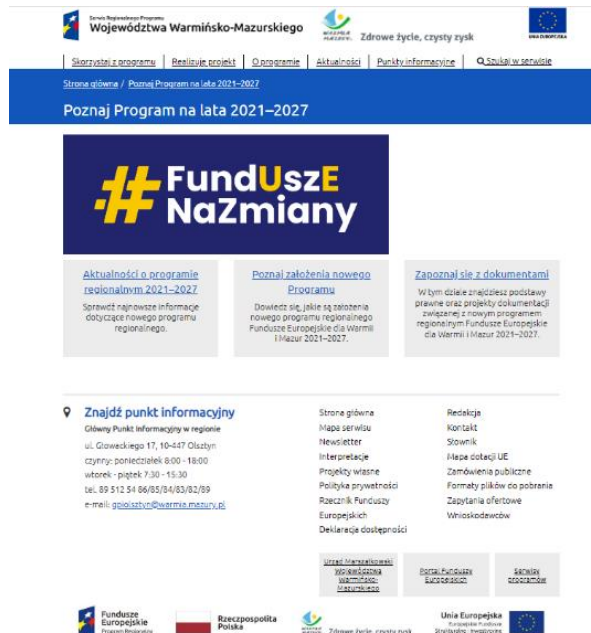 Serwis Regionalnego Programu
Województwa Warmińsko-Mazurskiego
Zdrowe życie, czysty zysk
UNIA EUROPEJSKA
Skorzystaj z programu
Realizuję projekt
O programie
Aktualności
Punkty informacyjne
Szukaj w serwisie
Strona główna / Poznaj Program na lata 2021–2027
Poznaj Program na lata 2021–2027
#FundUszE
NaZmiany
Aktualności o programie
regionalnym 2021–2027
Sprawdź najnowsze informacje
dotyczące nowego programu
regionalnego.
Poznaj założenia nowego
Programu
Dowiedz się, jakie są założenia
nowego programu regionalnego
Fundusze Europejskie dla Warmii
i Mazur 2021–2027.
Zapoznaj się z dokumentami
W tym dziale znajdziesz podstawy
prawne oraz projekty dokumentacji
związanej z nowym programem
regionalnym Fundusze Europejskie
dla Warmii i Mazur 2021–2027.
Znajdź punkt informacyjny
Główny Punkt Informacyjny w regionie
ul. Głowackiego 17, 10-447 Olsztyn
czynny: poniedziałek 8:00 - 18:00
wtorek - piątek 7:30 - 15:30
tel. 89 512 54 86/85/84/83/82/89
e-mail: gpiolsztyn@warmia.mazury.pl
Strona główna
Mapa serwisu
Newsletter
Interpretacje
Projekty własne
Polityka prywatności
Rzecznik Funduszy
Europejskich
Deklaracja dostępności
Redakcja
Kontakt
Słownik
Mapa dotacji UE
Zamówienia publiczne
Formaty plików do pobrania
Zapytania ofertowe
Wnioskodawców
Urząd Marszałkowski
Województwa
Warmińsko-
Mazurskiego
Portal Funduszy
Europejskich
Serwisy
programów
Fundusze
Europejskie
Program Regionalny
Rzeczpospolita
Polska
Zdrowe życie, czysty zysk
Unia Europejska
Europejskie Fundusze
Strukturalne i Inwestycyjne